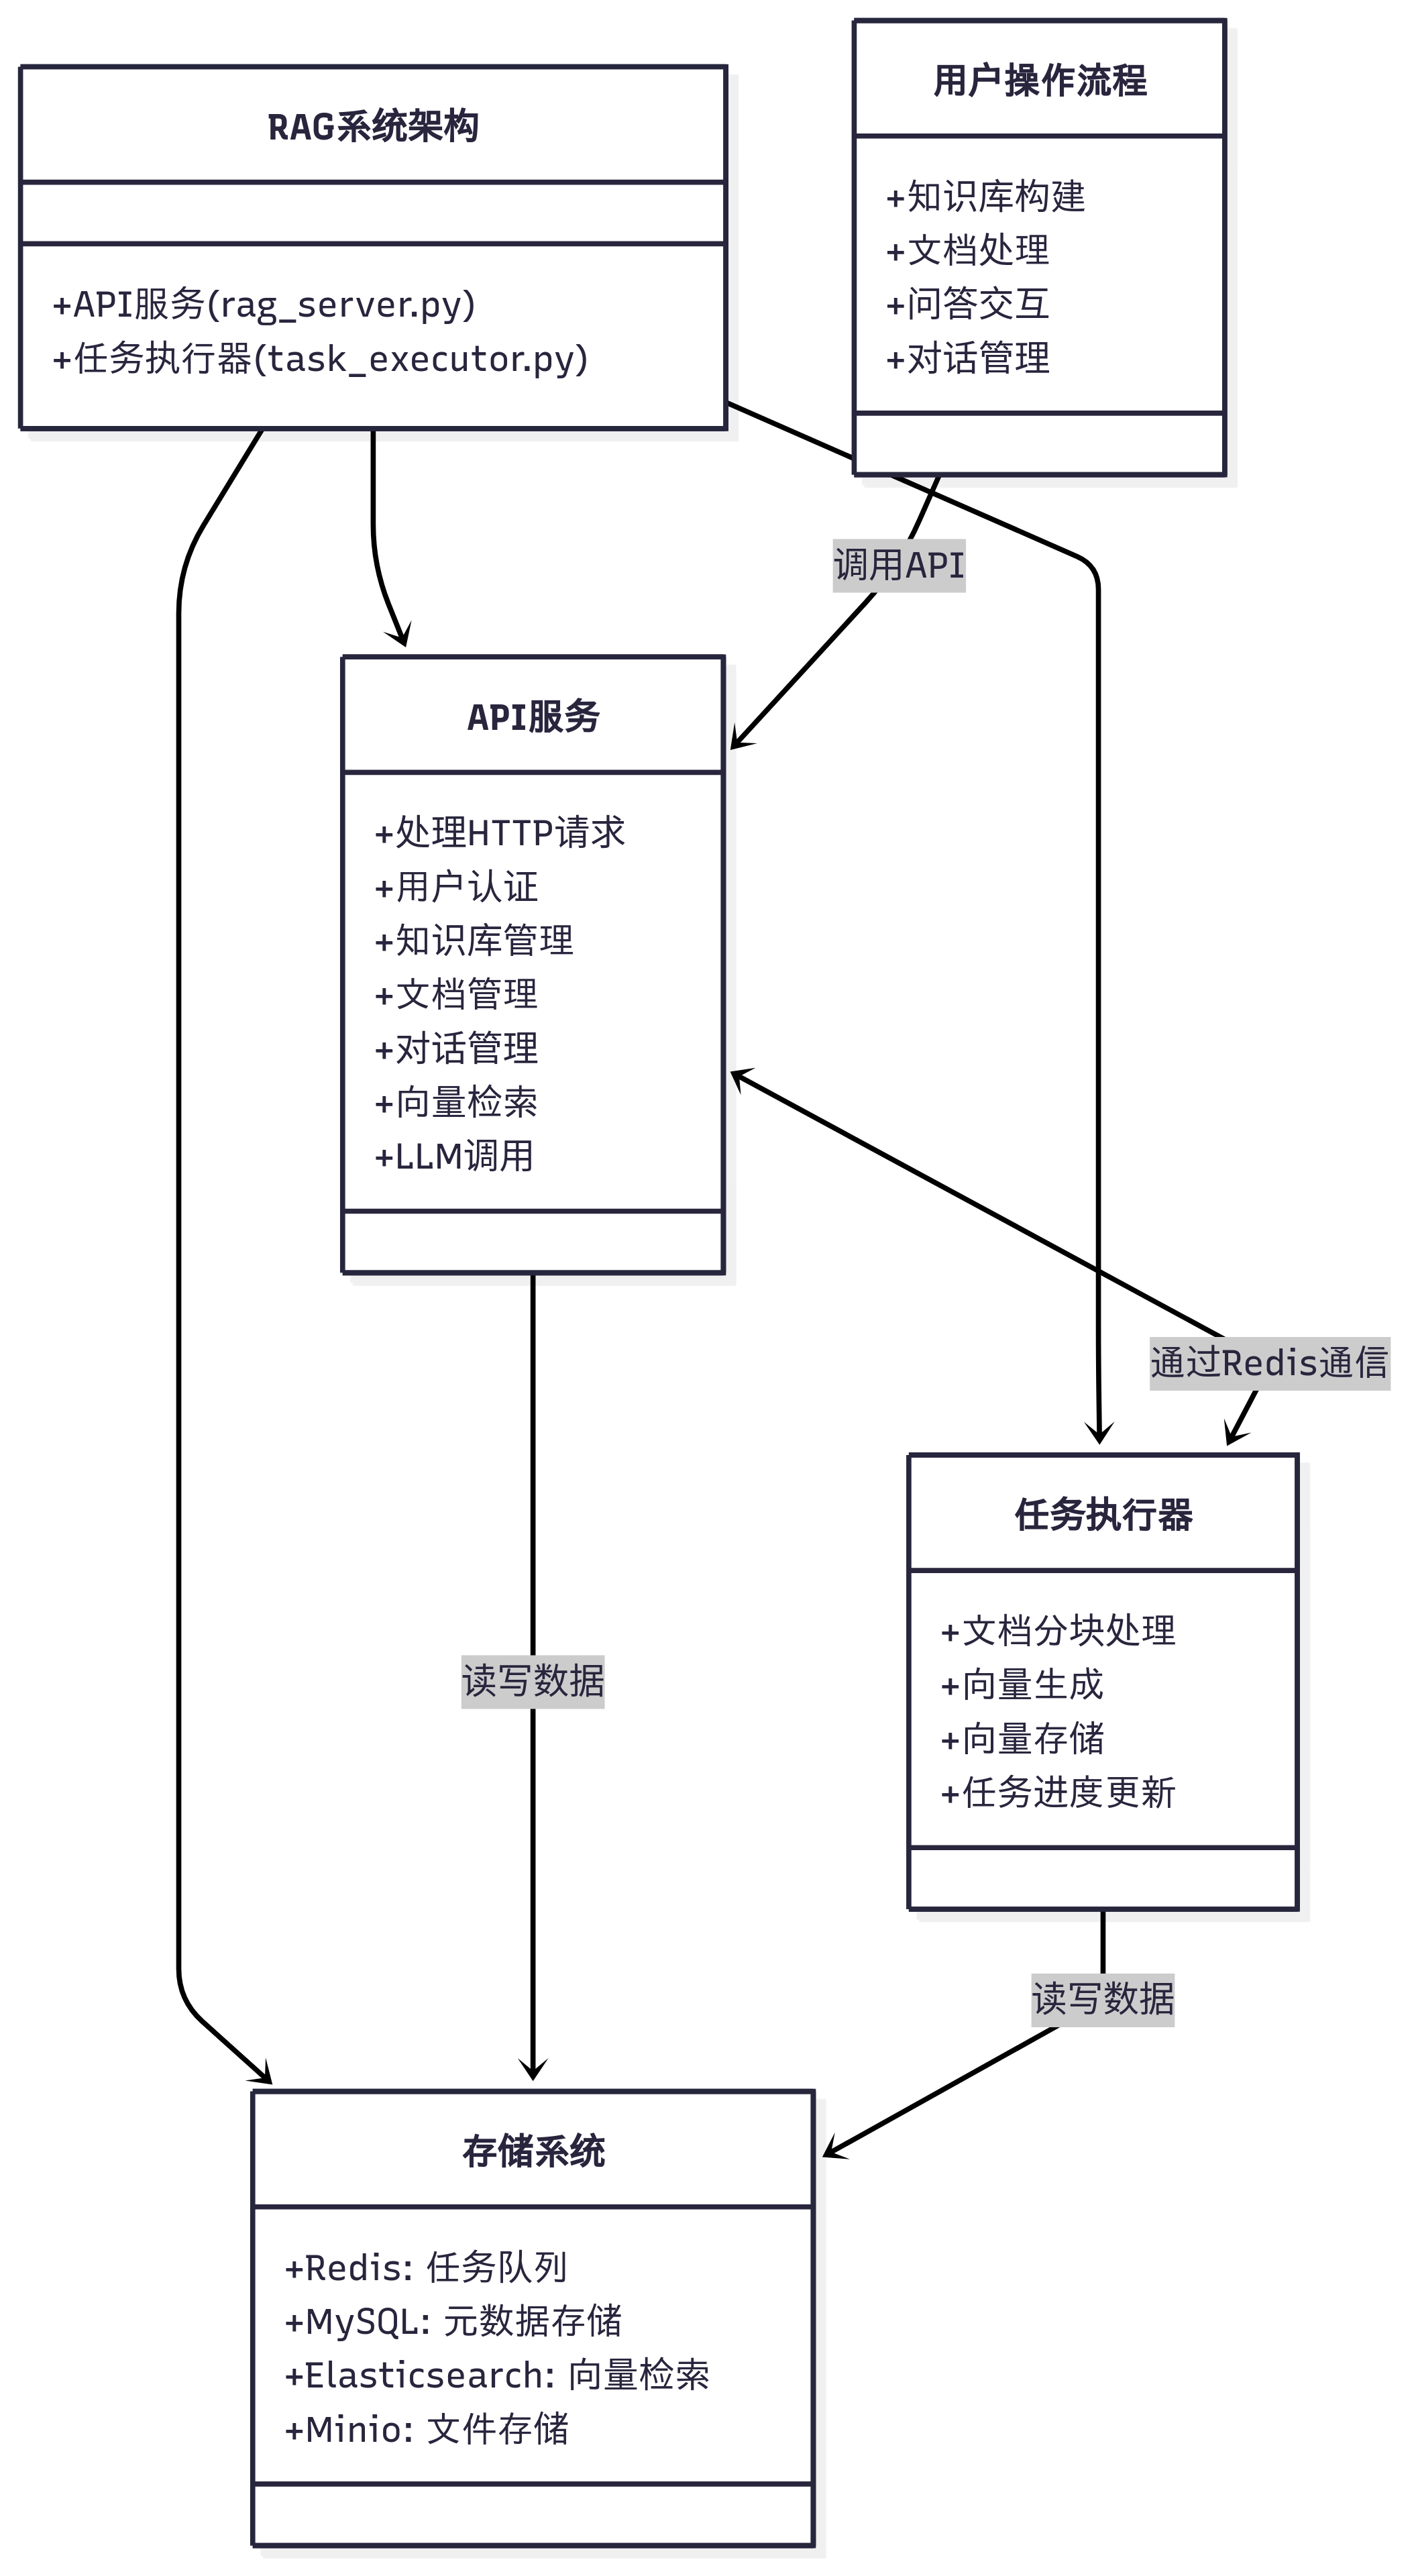 RAG系统架构
+API服务(rag_server.py)
+任务执行器(task_executor.py)
用户操作流程
+知识库构建
+文档处理
+问答交互
+对话管理
调用API
API服务
+处理HTTP请求
+用户认证
+知识库管理
+文档管理
+对话管理
+向量检索
+LLM调用
通过Redis通信
任务执行器
+文档分块处理
+向量生成
+向量存储
+任务进度更新
读写数据
读写数据
存储系统
+Redis: 任务队列
+MySQL: 元数据存储
+Elasticsearch: 向量检索
+Minio: 文件存储